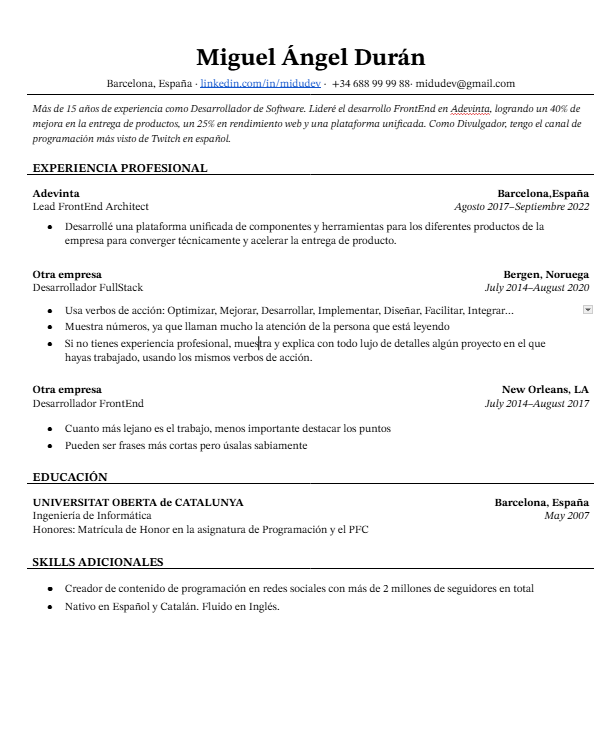 Miguel Ángel Durán
Barcelona, España · linkedin.com/in/midudev · +34 688 99 99 88· midudev@gmail.com
Más de 15 años de experiencia como Desarrollador de Software. Lideré el desarrollo FrontEnd en Adevinta, logrando un 40% de
mejora en la entrega de productos, un 25% en rendimiento web y una plataforma unificada. Como Divulgador, tengo el canal de
programación más visto de Twitch en español.
EXPERIENCIA PROFESIONAL
Adevinta Barcelona,España
Lead FrontEnd Architect Agosto 2017–Septiembre 2022
• Desarrollé una plataforma unificada de componentes y herramientas para los diferentes productos de la
empresa para converger técnicamente y acelerar la entrega de producto.
Otra empresa Bergen, Noruega
Desarrollador FullStack July 2014–August 2020
• Usa verbos de acción: Optimizar, Mejorar, Desarrollar, Implementar, Diseñar, Facilitar, Integrar…
• Muestra números, ya que llaman mucho la atención de la persona que está leyendo
• Si no tienes experiencia profesional, muestra y explica con todo lujo de detalles algún proyecto en el que
hayas trabajado, usando los mismos verbos de acción.
Otra empresa New Orleans, LA
Desarrollador FrontEnd July 2014–August 2017
• Cuanto más lejano es el trabajo, menos importante destacar los puntos
• Pueden ser frases más cortas pero úsalas sabiamente
EDUCACIÓN
UNIVERSITAT OBERTA de CATALUNYA Barcelona, España
Ingeniería de Informática May 2007
Honores: Matricula de Honor en la asignatura de Programación y el PFC
SKILLS ADICIONALES
• Creador de contenido de programación en redes sociales con más de 2 millones de seguidores en total
• Nativo en Español y Catalán. Fluido en Inglés.